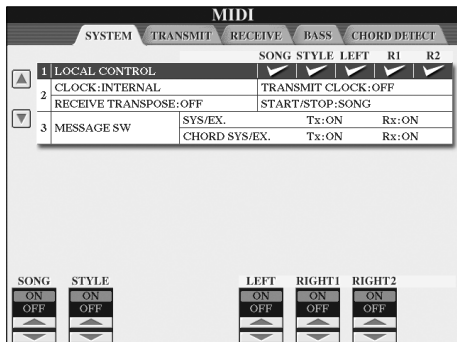 MIDI
SYSTEM TRANSMIT RECEIVE BASS CHORD DETECT
SONG STYLE LEFT R1 R2
1 LOCAL CONTROL
2 CLOCK:INTERNAL TRANSMIT CLOCK:OFF
RECEIVE TRANSPOSE:OFF START/STOP:SONG
3 MESSAGE SW SYS/EX. Tx:ON Rx:ON
CHORD SYS/EX. Tx:ON Rx:ON
SONG STYLE LEFT RIGHT1 RIGHT2
ON ON ON ON ON
OFF OFF OFF OFF OFF